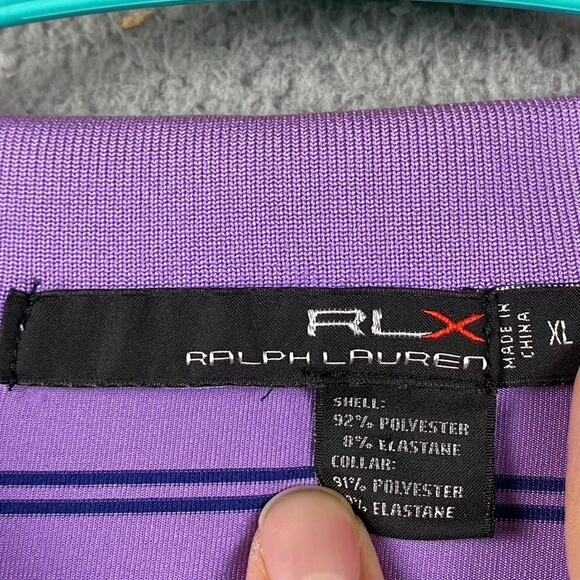 RLX
RALPH LAUREN
MADE IN
CHINA
XL
SHELL:
92% POLYESTER
8% ELASTANE
COLLAR:
91% POLYESTER
% ELASTANE